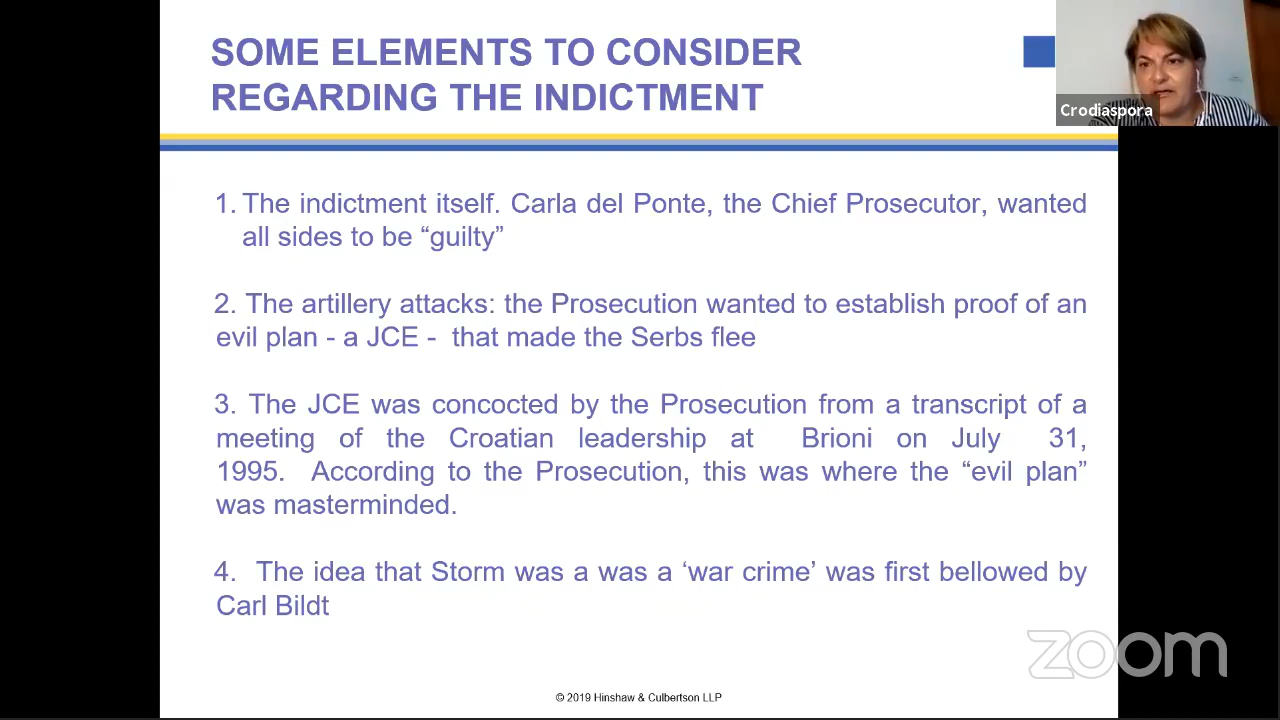 SOME ELEMENTS TO CONSIDER
REGARDING THE INDICTMENT
Crodiaspora
1. The indictment itself. Carla del Ponte, the Chief Prosecutor, wanted
all sides to be “guilty”
2. The artillery attacks: the Prosecution wanted to establish proof of an
evil plan - a JCE - that made the Serbs flee
3. The JCE was concocted by the Prosecution from a transcript of a
meeting of the Croatian leadership at Brioni on July 31,
1995. According to the Prosecution, this was where the “evil plan”
was masterminded.
4. The idea that Storm was a was a ‘war crime’ was first bellowed by
Carl Bildt
zoom
© 2019 Hinshaw & Culbertson LLP